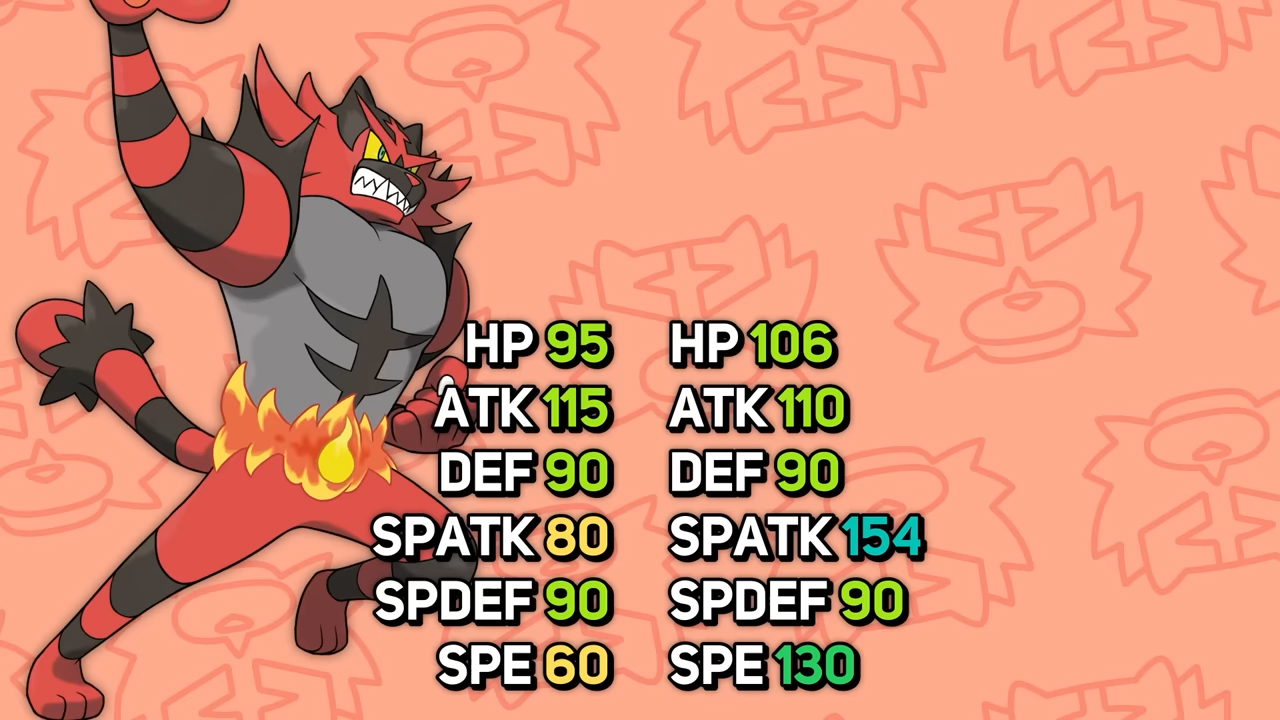 HP 95
ATK 115
DEF 90
SPATK 80
SPDEF 90
SPE 60
HP 106
ATK 110
DEF 90
SPATK 154
SPDEF 90
SPE 130